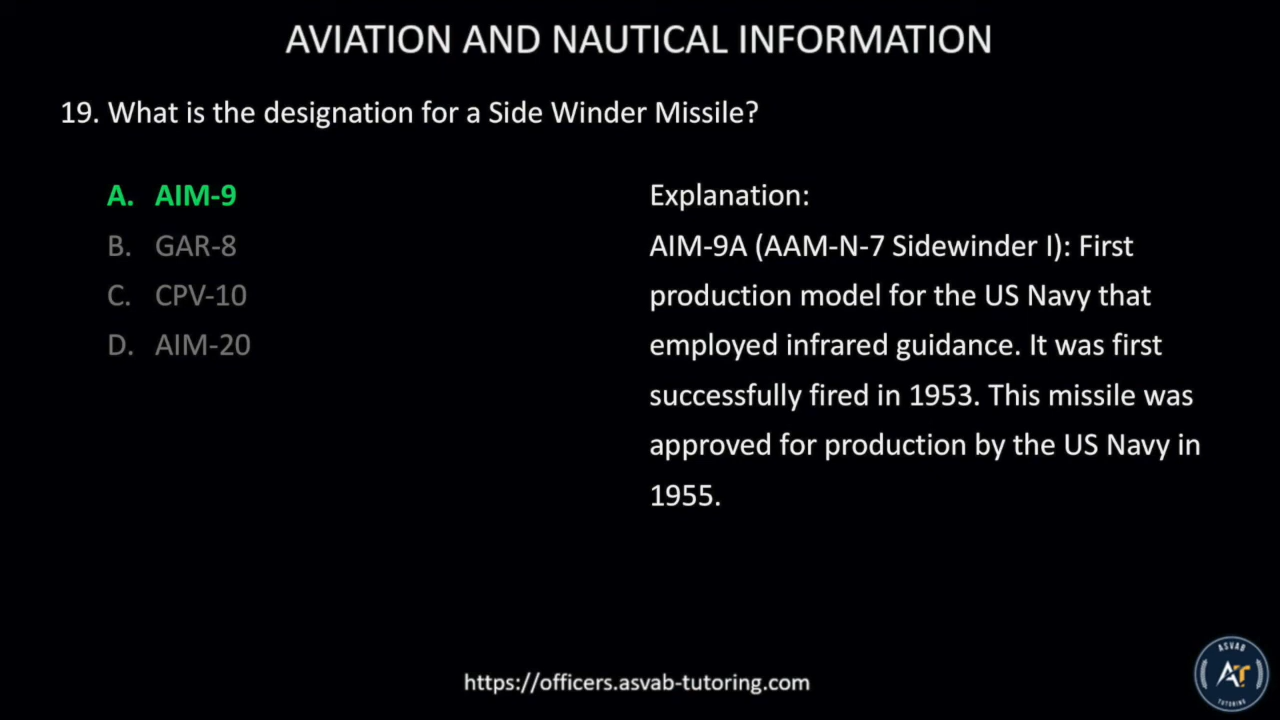 AVIATION AND NAUTICAL INFORMATION
19. What is the designation for a Side Winder Missile?
A. AIM-9
B. GAR-8
C. CPV-10
D. AIM-20
Explanation:
AIM-9A (AAM-N-7 Sidewinder I): First
production model for the US Navy that
employed infrared guidance. It was first
successfully fired in 1953. This missile was
approved for production by the US Navy in
1955.
https://officers.asvab-tutoring.com
ASVAB
AT
TUTORING